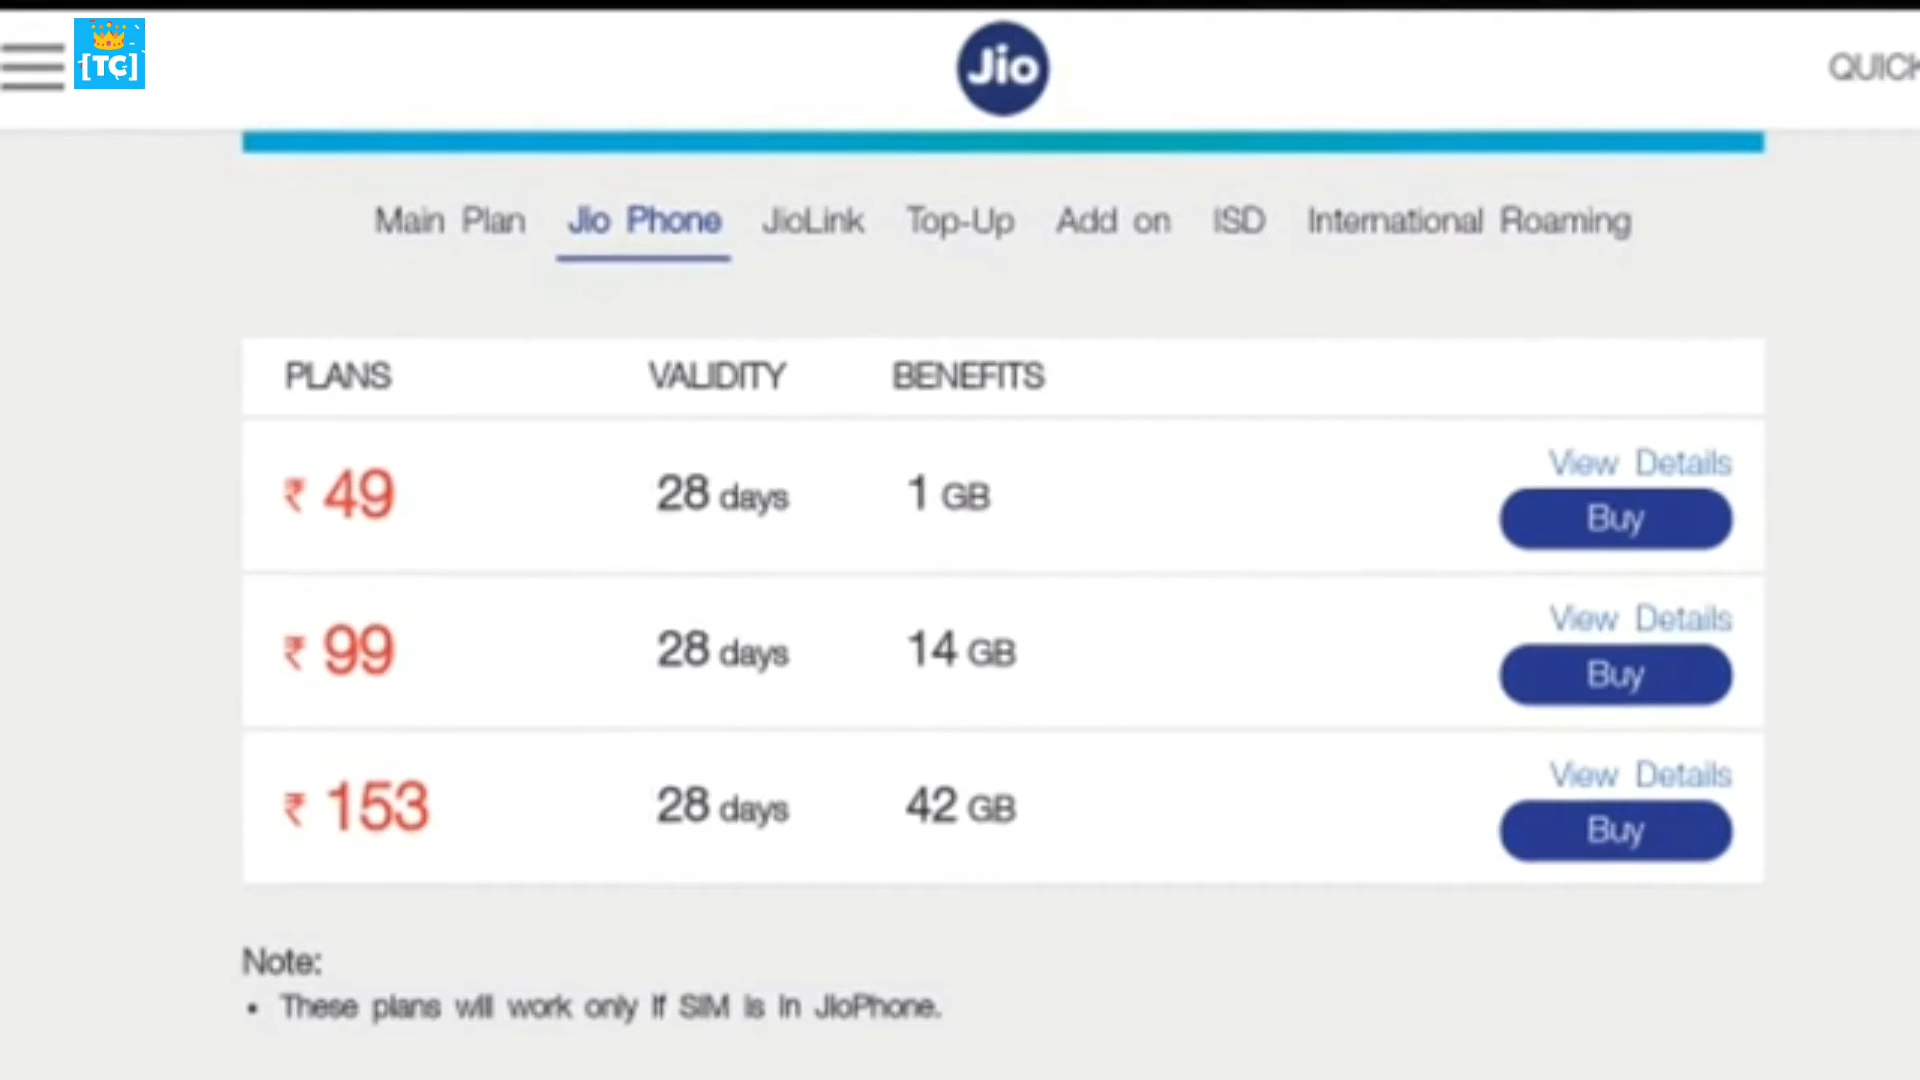 [TG]
Jio
QUICK
Main Plan Jio Phone JioLink Top-Up Add on ISD International Roaming
PLANS VALIDITY BENEFITS
₹ 49 28 days 1 GB View Details
Buy
₹ 99 28 days 14 GB View Details
Buy
₹ 153 28 days 42 GB View Details
Buy
Note:
• These plans will work only if SIM is in JioPhone.